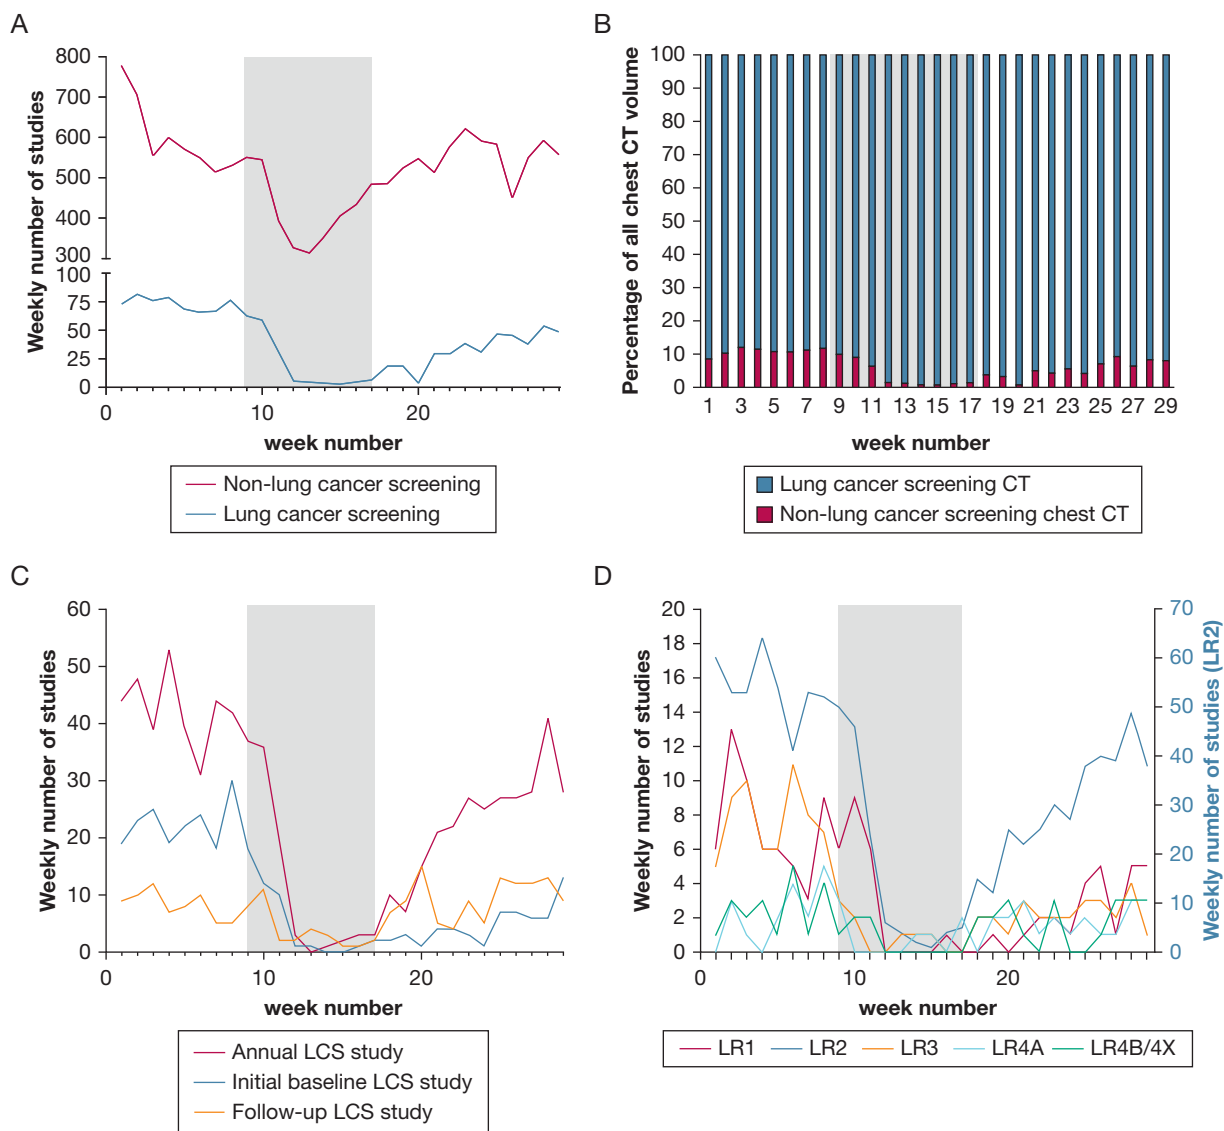 A
Weekly number of studies
800
700
600
500
400
300
100
75
50
25
0
0 10 20
week number
Non-lung cancer screening
Lung cancer screening
B
Percentage of all chest CT volume
100
90
80
70
60
50
40
30
20
10
0
1 3 5 7 9 11 13 15 17 19 21 23 25 27 29
week number
Lung cancer screening CT
Non-lung cancer screening chest CT
C
Weekly number of studies
60
50
40
30
20
10
0
0 10 20
week number
Annual LCS study
Initial baseline LCS study
Follow-up LCS study
D
Weekly number of studies
20
18
16
14
12
10
8
6
4
2
0
0 10 20
week number
70
60
50
40
30
20
10
0
Weekly number of studies (LR2)
LR1 LR2 LR3 LR4A LR4B/4X